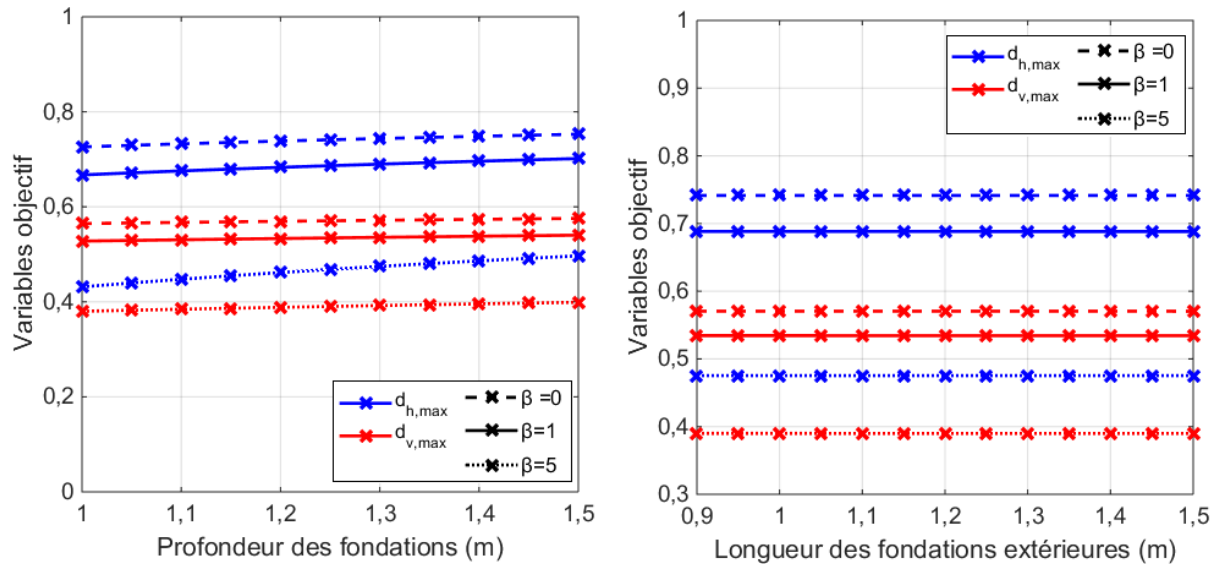 Variables objectif
1
0,8
0,6
0,4
0,2
0
1 1,1 1,2 1,3 1,4 1,5
Profondeur des fondations (m)
d_h,max β =0
d_v,max β=1
β=5
Variables objectif
1
0,9
0,8
0,7
0,6
0,5
0,4
0,3
0,9 1 1,1 1,2 1,3 1,4 1,5
Longueur des fondations extérieures (m)
d_h,max β =0
d_v,max β=1
β=5